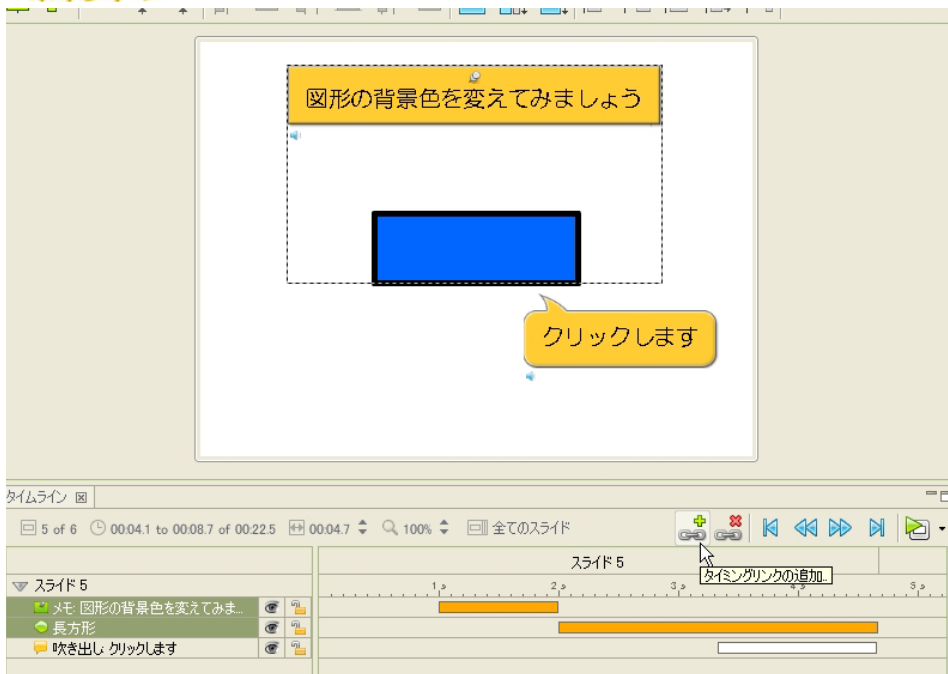 図形の背景色を変えてみましょう
クリックします
タイムライン
5 of 6 00:04.1 to 00:08.7 of 00:22.5 00:04.7 100% 全てのスライド
スライド 5
タイミングリンクの追加...
スライド 5
1 s 2 s 3 s 4 s 5 s
メモ: 図形の背景色を変えてみま...
長方形
吹き出し: クリックします